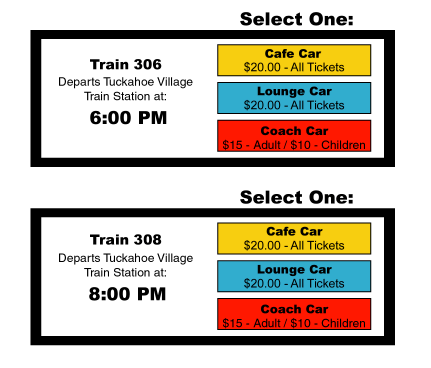 Select One:
Train 306
Departs Tuckahoe Village
Train Station at:
6:00 PM
Cafe Car
$20.00 - All Tickets
Lounge Car
$20.00 - All Tickets
Coach Car
$15 - Adult / $10 - Children
Select One:
Train 308
Departs Tuckahoe Village
Train Station at:
8:00 PM
Cafe Car
$20.00 - All Tickets
Lounge Car
$20.00 - All Tickets
Coach Car
$15 - Adult / $10 - Children